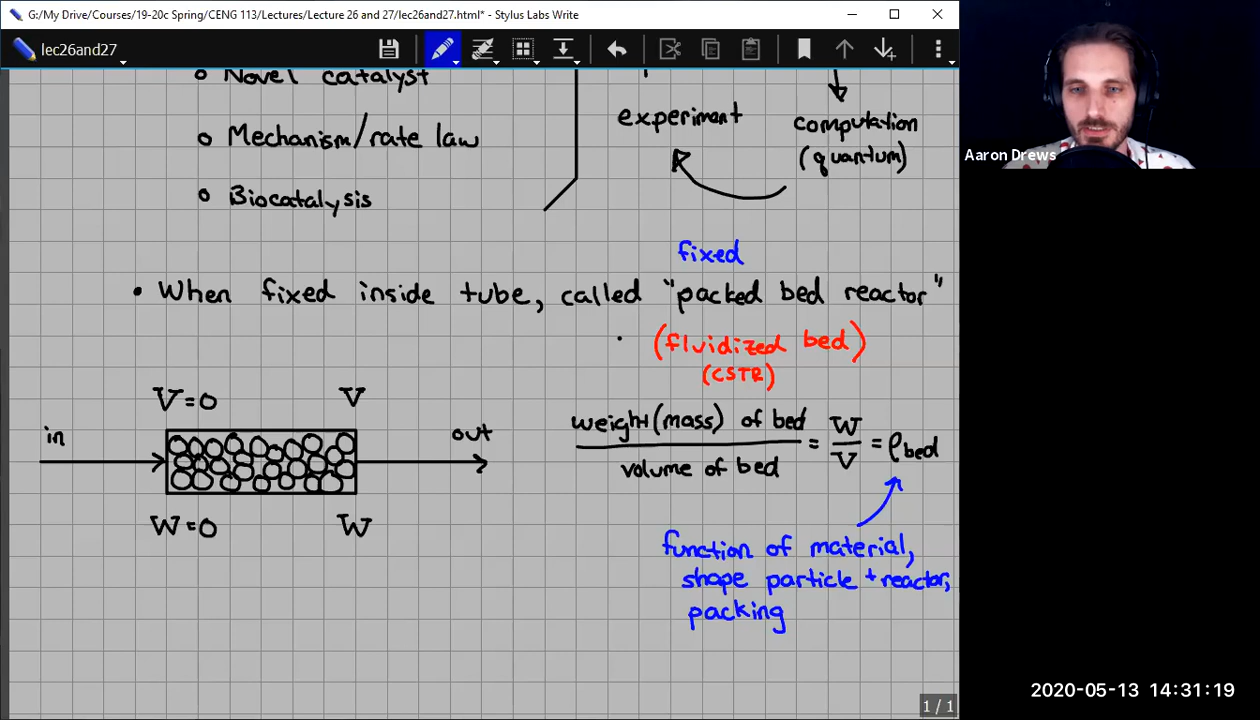 G:/My Drive/Courses/19-20c Spring/CENG 113/Lectures/Lecture 26 and 27/lec26and27.html* - Stylus Labs Write
lec26and27
Novel catalyst
Mechanism/rate law
Biocatalysis
experiment
computation
(quantum)
Aaron Drews
fixed
• When fixed inside tube, called "packed bed reactor"
(fluidized bed)
(CSTR)
V=0 V
in
out
W=0 W
weight (mass) of bed
volume of bed
= W/V = ρbed
function of material,
shape particle + reactor,
packing
1 / 1
2020-05-13 14:31:19